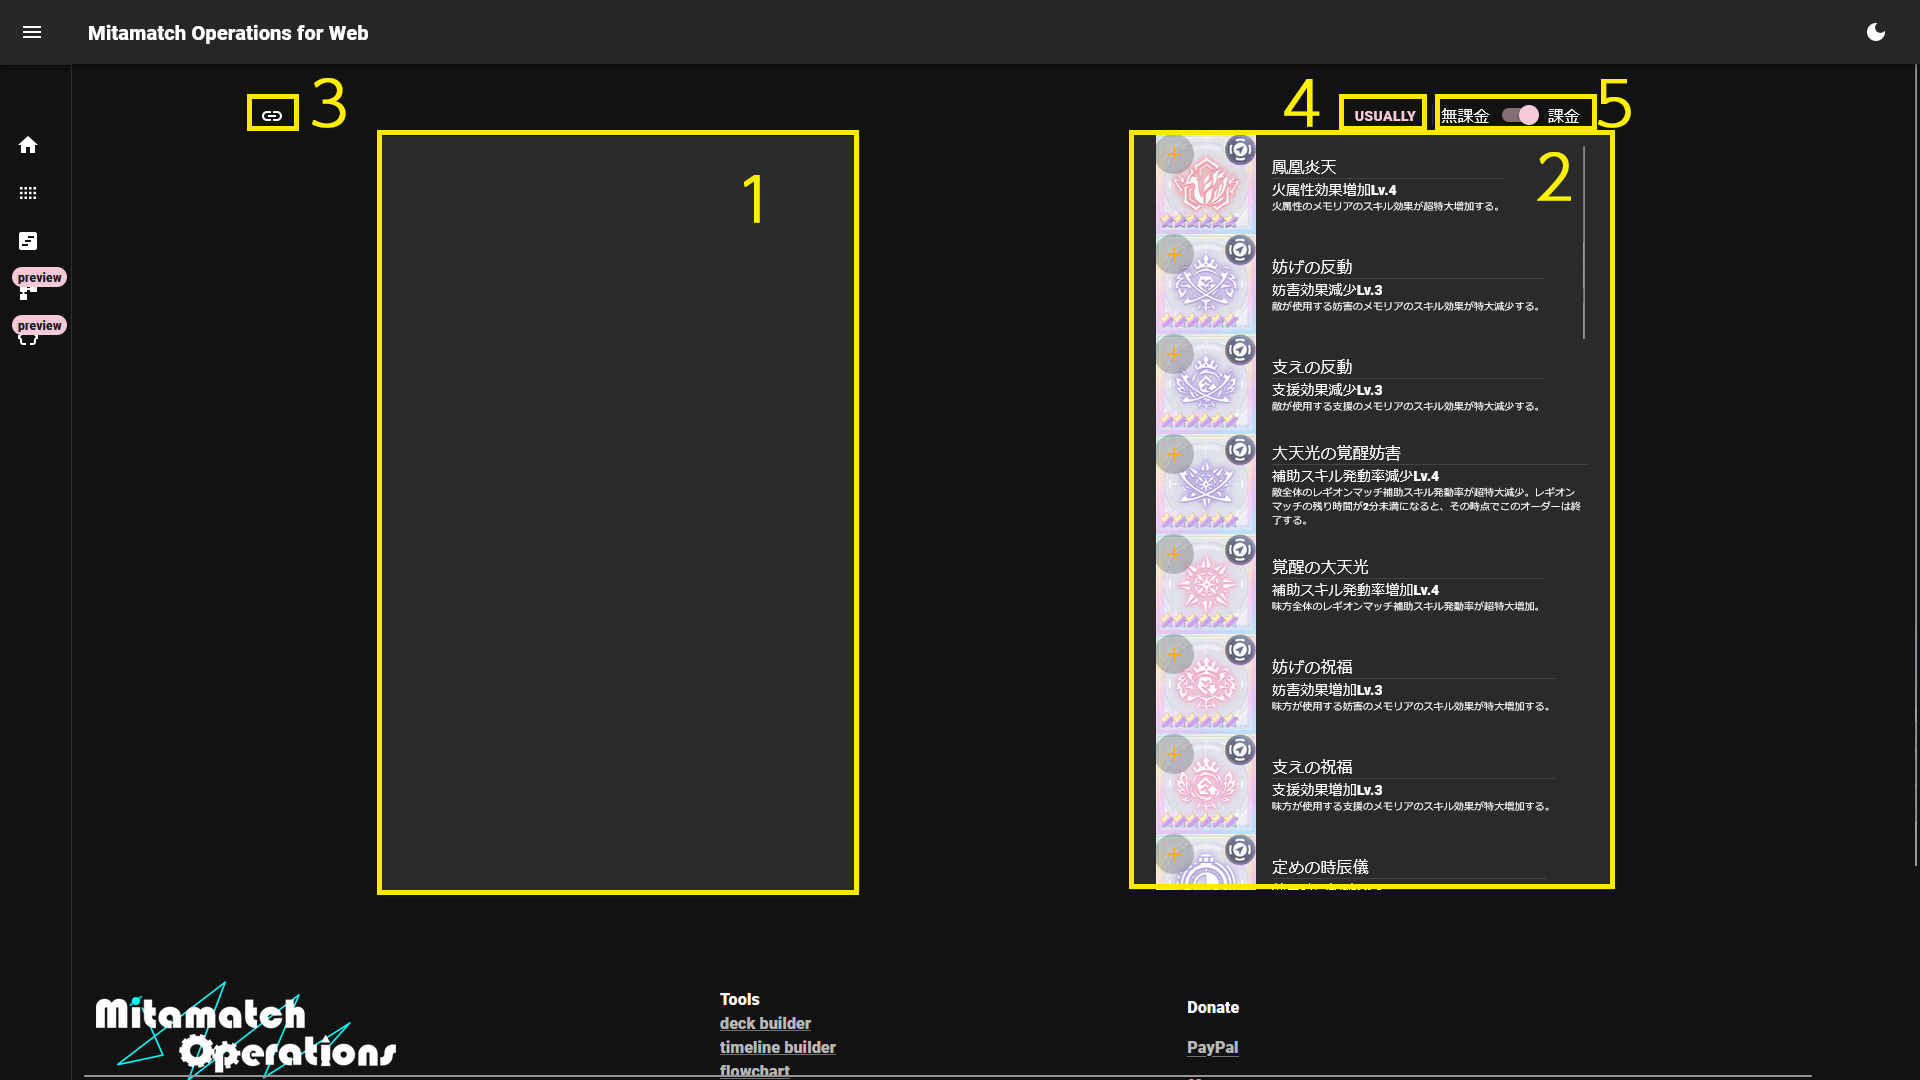 Mitamatch Operations for Web
3
4
USUALLY
無課金
課金
5
1
2
鳳凰炎天
火属性効果増加Lv.4
火属性のメモリアのスキル効果が超特大増加する。
妨げの反動
妨害効果減少Lv.3
敵が使用する妨害のメモリアのスキル効果が特大減少する。
preview
preview
支えの反動
支援効果減少Lv.3
敵が使用する支援のメモリアのスキル効果が特大減少する。
大天光の覚醒妨害
補助スキル発動率減少Lv.4
敵全体のレギオンマッチ補助スキル発動率が超特大減少。レギオン
マッチの残り時間が2分未満になると、その時点でこのオーダーは終
了する。
覚醒の大天光
補助スキル発動率増加Lv.4
味方全体のレギオンマッチ補助スキル発動率が超特大増加。
妨げの祝福
妨害効果増加Lv.3
味方が使用する妨害のメモリアのスキル効果が特大増加する。
支えの祝福
支援効果増加Lv.3
味方が使用する支援のメモリアのスキル効果が特大増加する。
定めの時辰儀
Mitamatch
Operations
Tools
deck builder
timeline builder
flowchart
Donate
PayPal